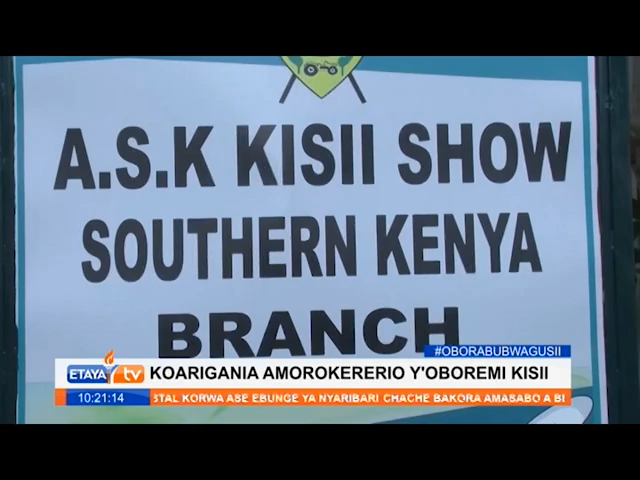 A.S.K KISII SHOW
SOUTHERN KENYA
BRANCH
#OBORABUBWAGUSII
ETAYA tv
KOARIGANIA AMOROKERERIO Y'OBOREMI KISII
10:21:14
STAL KORWA ASE EBUNGE YA NYARIBARI CHACHE BAKORA AMASABO A BI